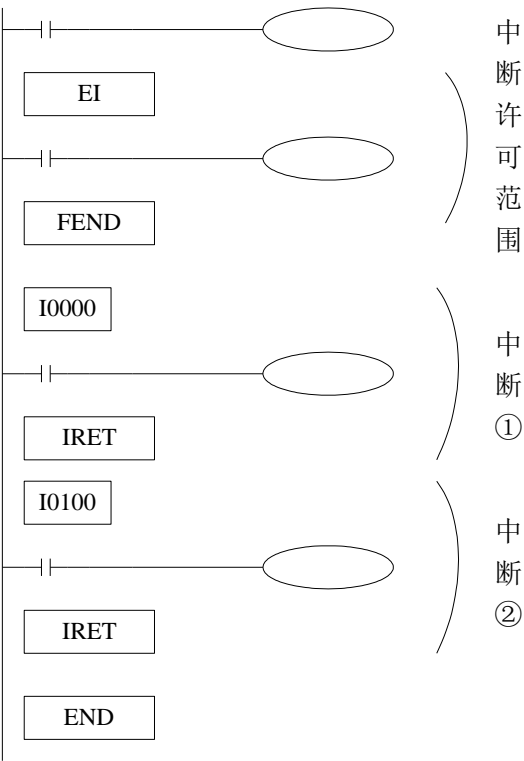 EI
FEND
中断许可范围
I0000
IRET
中断①
I0100
IRET
中断②
END